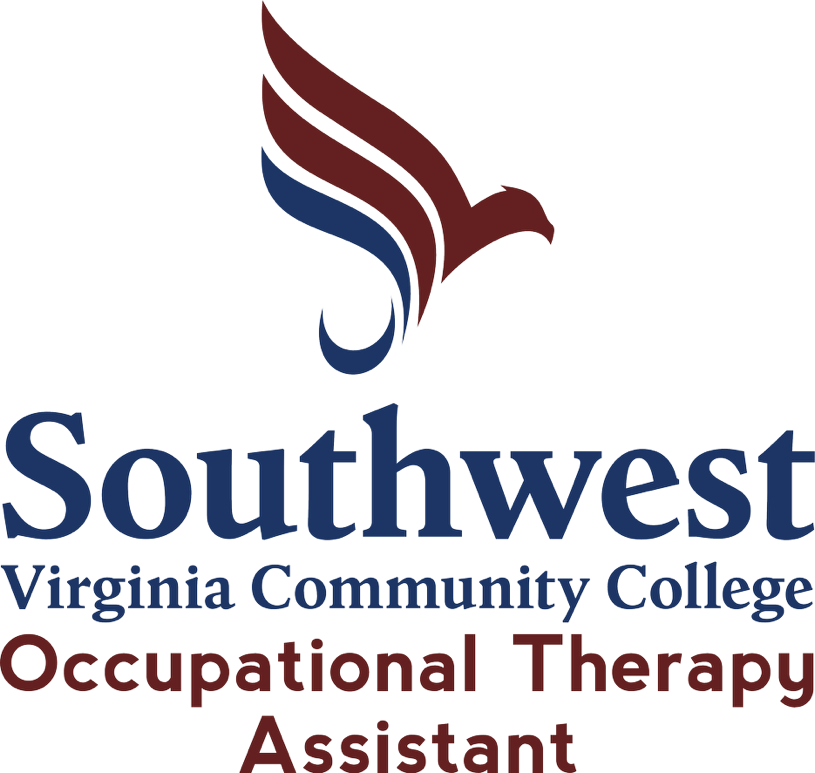 Southwest
Virginia Community College
Occupational Therapy
Assistant